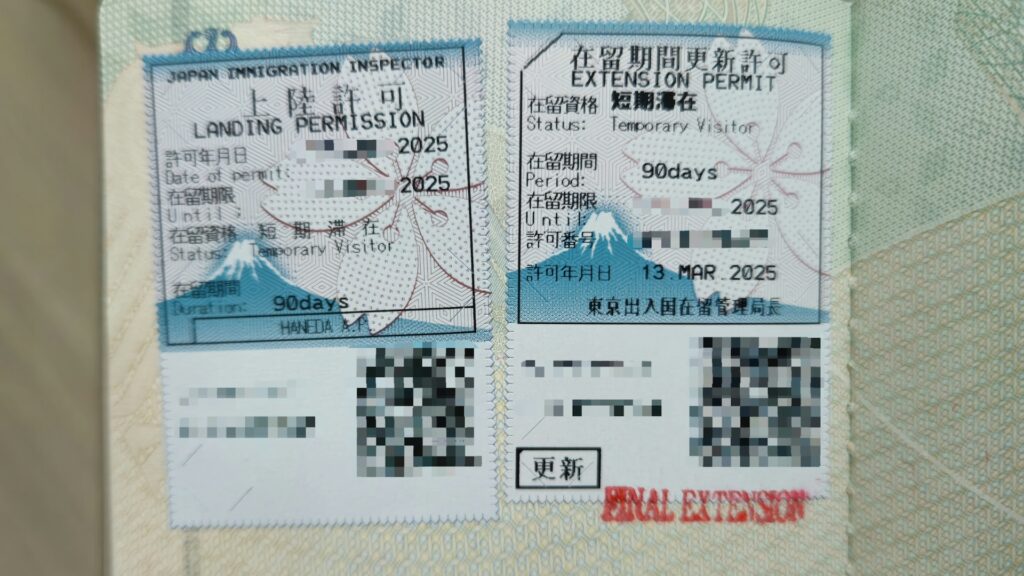 JAPAN IMMIGRATION INSPECTOR
上陸許可
LANDING PERMISSION
許可年月日
Date of permit: 2025
在留期限
Until : 2025
在留資格 短期滞在
Status: Temporary Visitor
在留期間
Duration: 90days
HANEDA A.P.
在留期間更新許可
EXTENSION PERMIT
在留資格 短期滞在
Status: Temporary Visitor
在留期間
Period: 90days
在留期限
Until: 2025
許可番号
許可年月日 13.MAR 2025
東京出入国在留管理局長
更新
FINAL EXTENSION